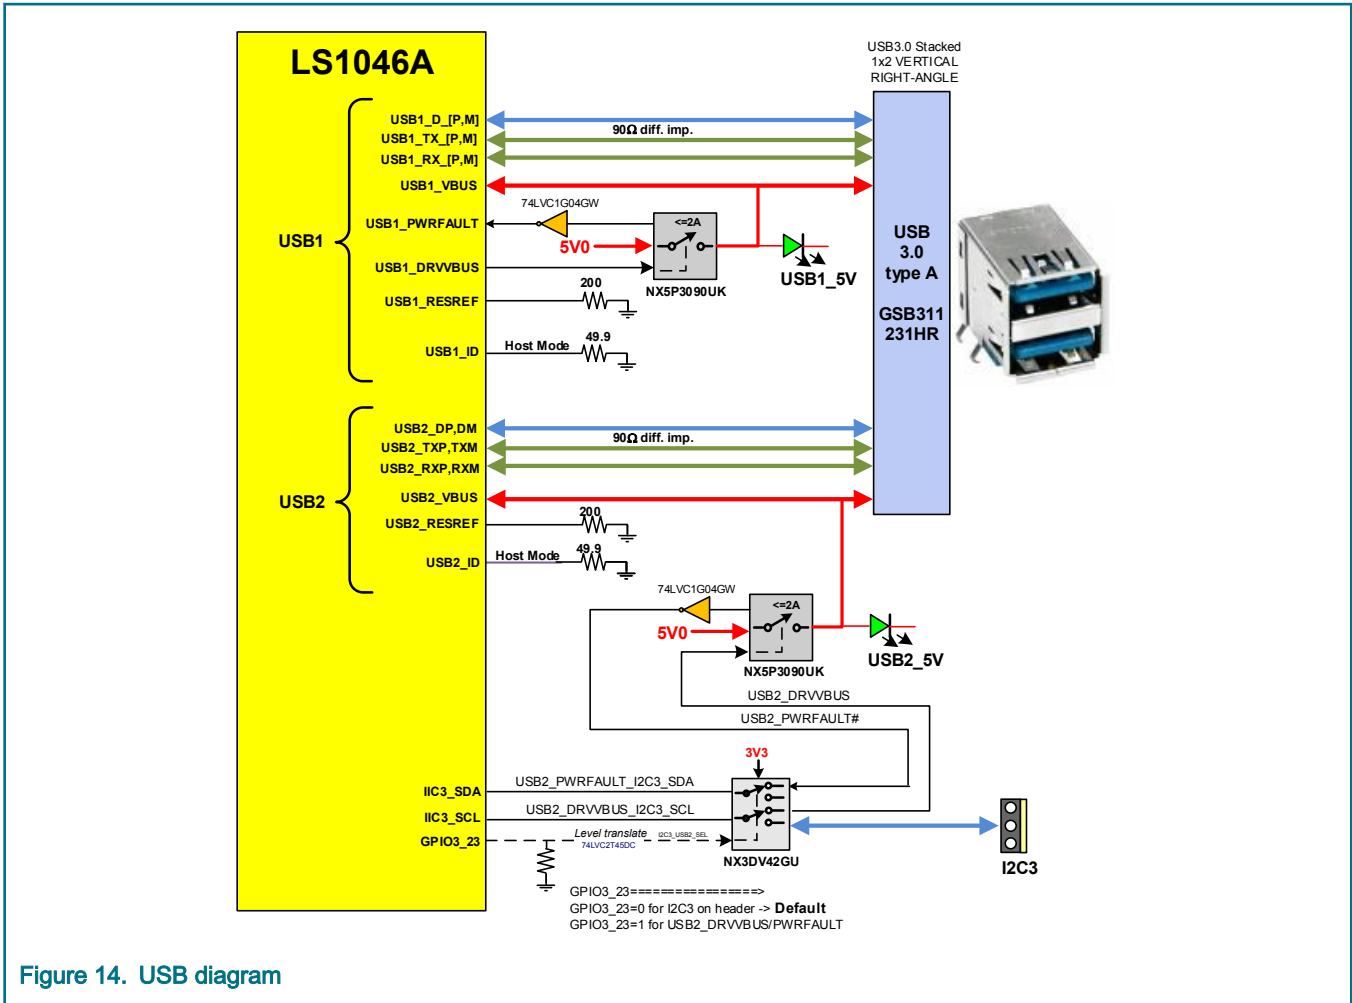 LS1046A
USB3.0 Stacked
1x2 VERTICAL
RIGHT-ANGLE
USB1
USB1_D_[P,M]
USB1_TX_[P,M]
USB1_RX_[P,M]
90Ω diff. imp.
USB1_VBUS
USB1_PWRFAULT
74LVC1G04GW
<=2A
5V0
USB1_DRVVBUS
NX5P3090UK
USB1_5V
USB1_RESREF
200
USB1_ID
Host Mode
49.9
USB
3.0
type A
GSB311
231HR
USB2
USB2_DP,DM
USB2_TXP,TXM
USB2_RXP,RXM
90Ω diff. imp.
USB2_VBUS
USB2_RESREF
200
USB2_ID
Host Mode
49.9
74LVC1G04GW
<=2A
5V0
NX5P3090UK
USB2_5V
USB2_DRVVBUS
USB2_PWRFAULT#
3V3
IIC3_SDA
USB2_PWRFAULT_I2C3_SDA
IIC3_SCL
USB2_DRVVBUS_I2C3_SCL
GPIO3_23
Level translate
74LVC2T45DC
I2C3_USB2_SEL
NX3DV42GU
I2C3
GPIO3_23=================>
GPIO3_23=0 for I2C3 on header -> Default
GPIO3_23=1 for USB2_DRVVBUS/PWRFAULT
Figure 14. USB diagram